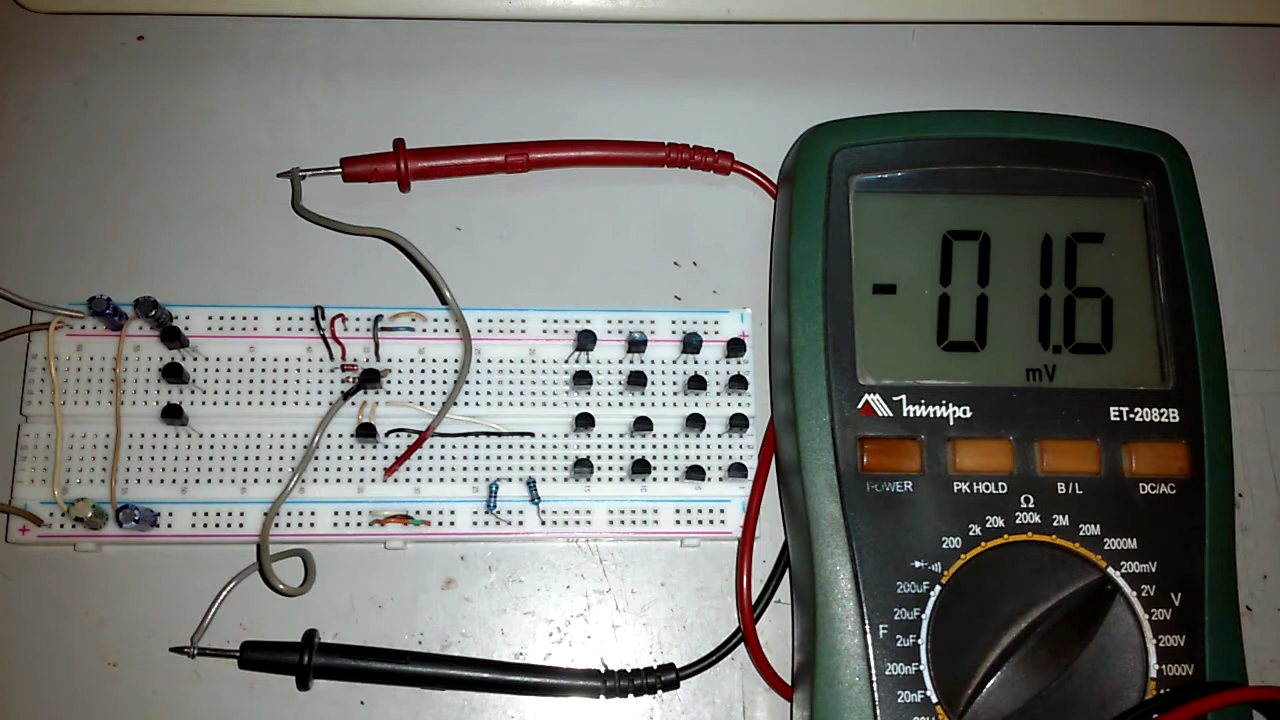 - 01.6
mV
minipa
ET-2082B
POWER
PK HOLD
B / L
DC/AC
Ω
200
2k
20k
200k
2M
20M
2000M
200mV
2V
V
20V
200V
1000V
200uF
20uF
F
2uF
200nF
20nF
+
+